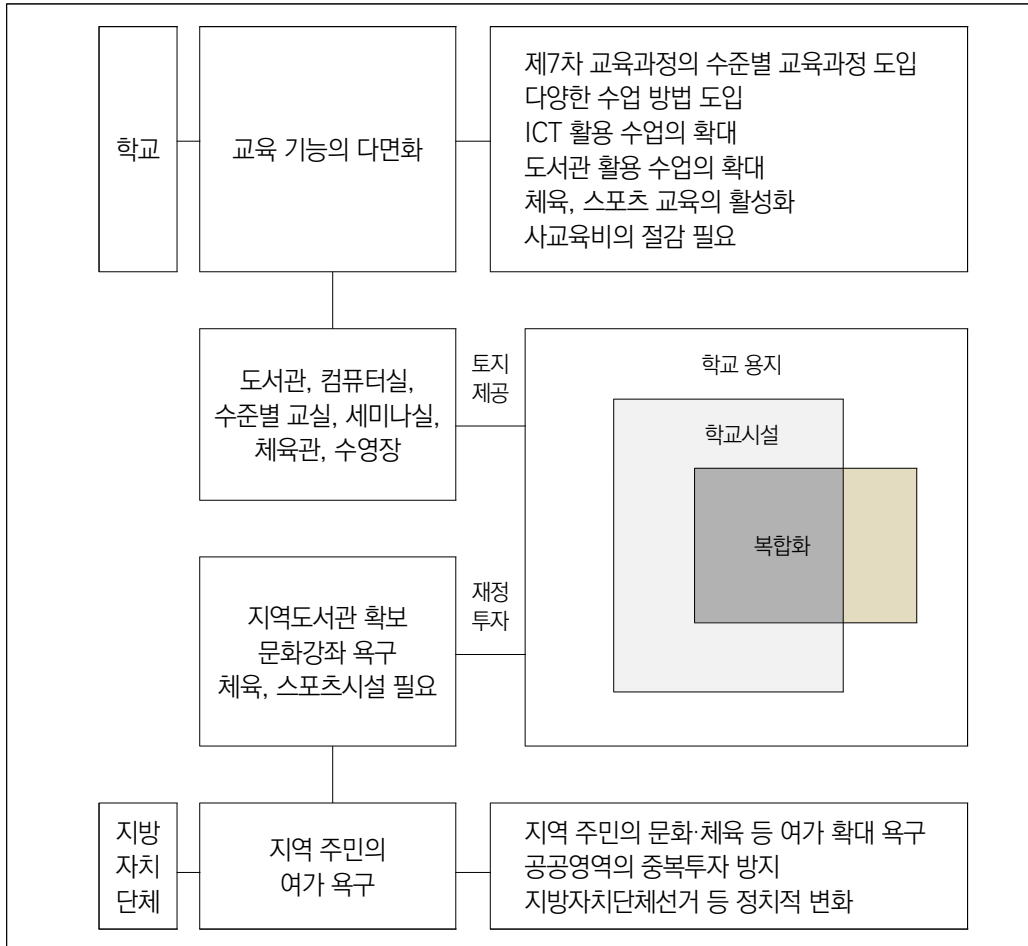 학교
교육 기능의 다면화
제7차 교육과정의 수준별 교육과정 도입
다양한 수업 방법 도입
ICT 활용 수업의 확대
도서관 활용 수업의 확대
체육, 스포츠 교육의 활성화
사교육비의 절감 필요
도서관, 컴퓨터실,
수준별 교실, 세미나실,
체육관, 수영장
토지
제공
학교 용지
학교시설
복합화
지역도서관 확보
문화강좌 욕구
체육, 스포츠시설 필요
재정
투자
지방
자치
단체
지역 주민의
여가 욕구
지역 주민의 문화·체육 등 여가 확대 욕구
공공영역의 중복투자 방지
지방자치단체선거 등 정치적 변화